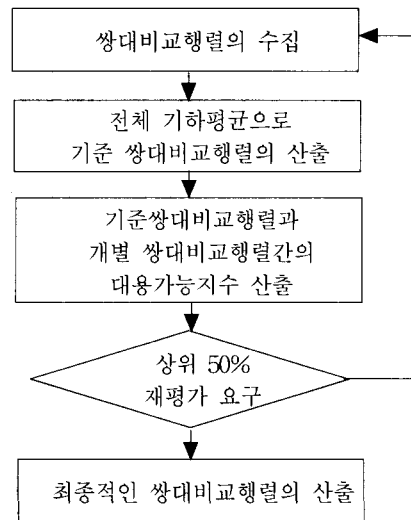 쌍대비교행렬의 수집
전체 기하평균으로
기준 쌍대비교행렬의 산출
기준쌍대비교행렬과
개별 쌍대비교행렬간의
대용가능지수 산출
상위 50%
재평가 요구
최종적인 쌍대비교행렬의 산출